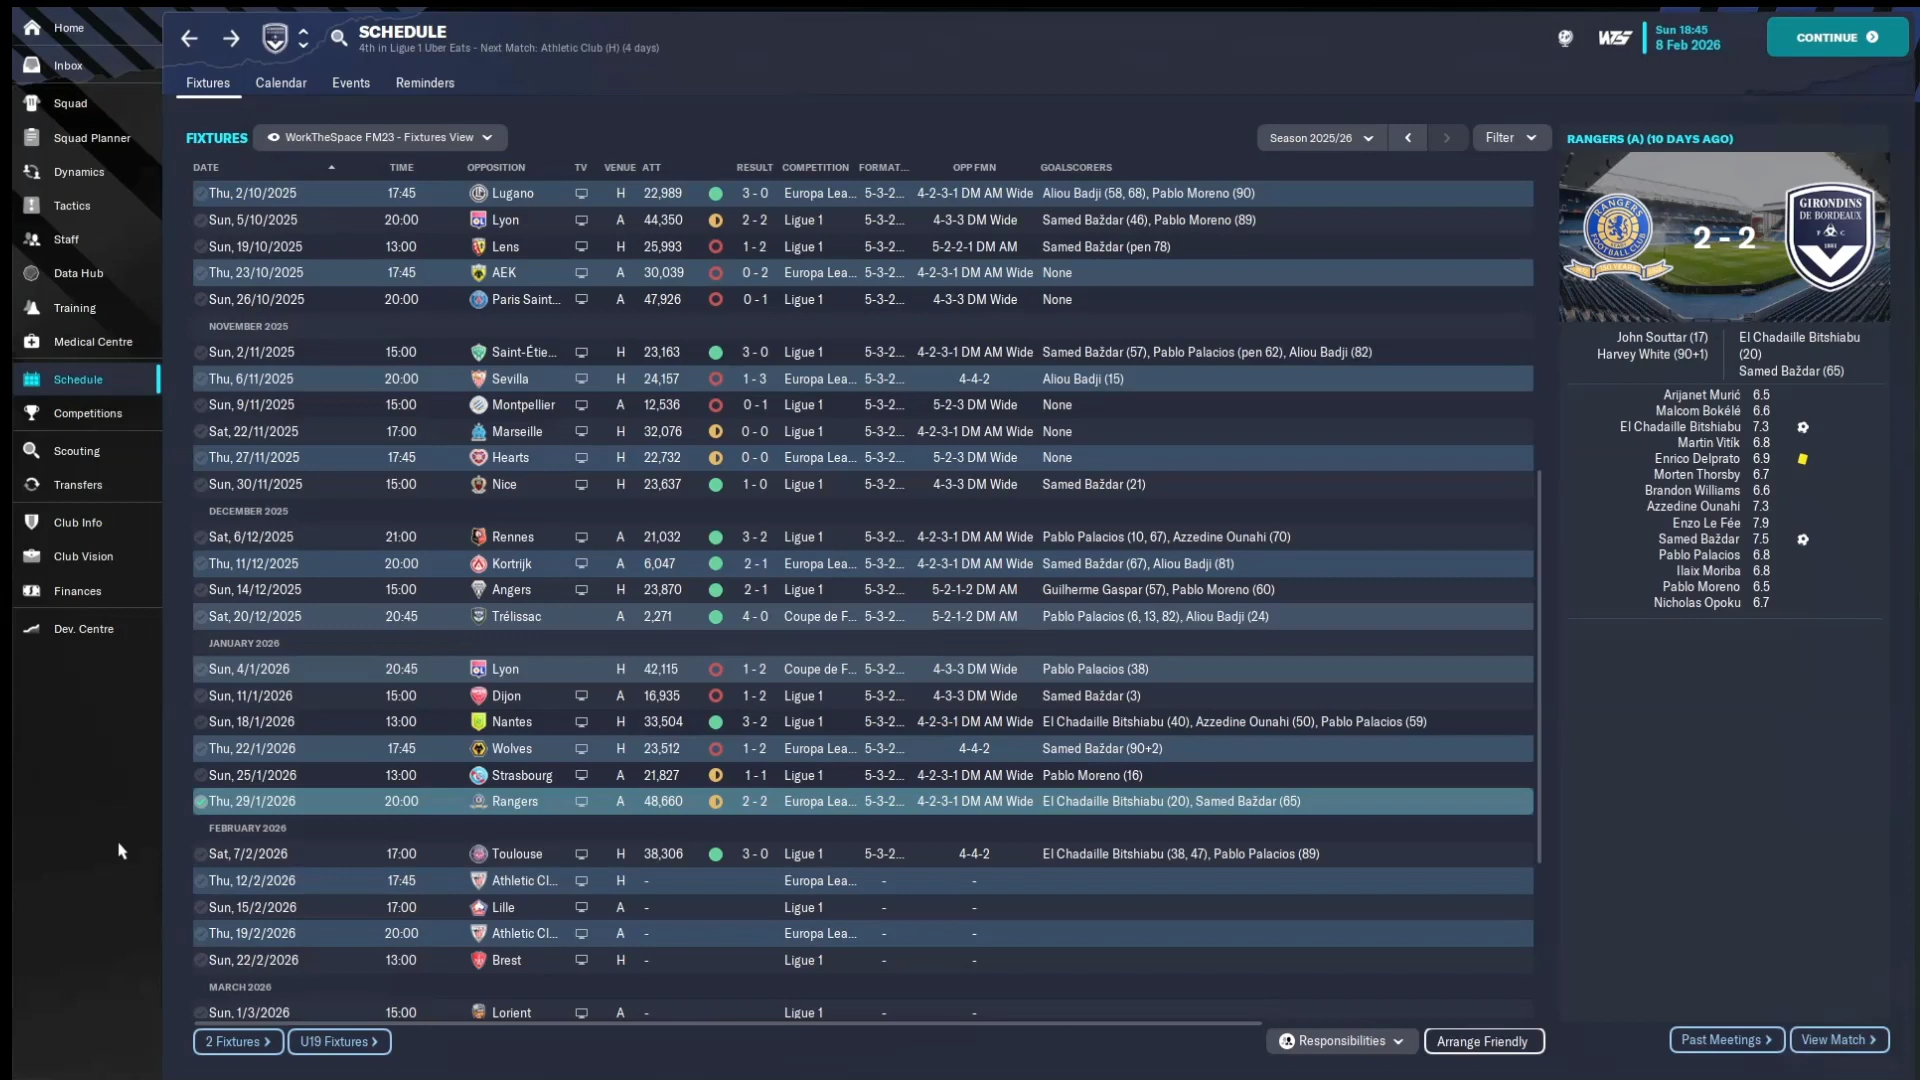 Home
Inbox
Squad
Squad Planner
Dynamics
Tactics
Staff
Data Hub
Training
Medical Centre
Schedule
Competitions
Scouting
Transfers
Club Info
Club Vision
Finances
Dev. Centre
SCHEDULE
4th in Ligue 1 Uber Eats - Next Match: Athletic Club (H) (4 days)
Sun 18:45
8 Feb 2026
CONTINUE
Fixtures Calendar Events Reminders
FIXTURES WorkTheSpace FM23 - Fixtures View Season 2025/26 Filter
DATE TIME OPPOSITION TV VENUE ATT RESULT COMPETITION FORMAT... OPP FMN GOALSCORERS
Thu, 2/10/2025 17:45 Lugano H 22,989 3 - 0 Europa Lea... 5-3-2... 4-2-3-1 DM AM Wide Aliou Badji (58, 68), Pablo Moreno (90)
Sun, 5/10/2025 20:00 Lyon A 44,350 2 - 2 Ligue 1 5-3-2... 4-3-3 DM Wide Samed Baždar (46), Pablo Moreno (89)
Sun, 19/10/2025 13:00 Lens H 25,993 1 - 2 Ligue 1 5-3-2... 5-2-2-1 DM AM Samed Baždar (pen 78)
Thu, 23/10/2025 17:45 AEK A 30,039 0 - 2 Europa Lea... 5-3-2... 4-2-3-1 DM AM Wide None
Sun, 26/10/2025 20:00 Paris Saint... A 47,926 0 - 1 Ligue 1 5-3-2... 4-3-3 DM Wide None
NOVEMBER 2025
Sun, 2/11/2025 15:00 Saint-Étie... H 23,163 3 - 0 Ligue 1 5-3-2... 4-2-3-1 DM AM Wide Samed Baždar (57), Pablo Palacios (pen 62), Aliou Badji (82)
Thu, 6/11/2025 20:00 Sevilla H 24,157 1 - 3 Europa Lea... 5-3-2... 4-4-2 Aliou Badji (15)
Sun, 9/11/2025 15:00 Montpellier A 12,536 0 - 1 Ligue 1 5-3-2... 5-2-3 DM Wide None
Sat, 22/11/2025 17:00 Marseille H 32,076 0 - 0 Ligue 1 5-3-2... 4-2-3-1 DM AM Wide None
Thu, 27/11/2025 17:45 Hearts H 22,732 0 - 0 Europa Lea... 5-3-2... 5-2-3 DM Wide None
Sun, 30/11/2025 15:00 Nice H 23,637 1 - 0 Ligue 1 5-3-2... 4-3-3 DM Wide Samed Baždar (21)
DECEMBER 2025
Sat, 6/12/2025 21:00 Rennes A 21,032 3 - 2 Ligue 1 5-3-2... 4-2-3-1 DM AM Wide Pablo Palacios (10, 67), Azzedine Ounahi (70)
Thu, 11/12/2025 20:00 Kortrijk A 6,047 2 - 1 Europa Lea... 5-3-2... 4-2-3-1 DM AM Wide Samed Baždar (67), Aliou Badji (81)
Sun, 14/12/2025 15:00 Angers H 23,870 2 - 1 Ligue 1 5-3-2... 5-2-1-2 DM AM Guilherme Gaspar (57), Pablo Moreno (60)
Sat, 20/12/2025 20:45 Trélissac A 2,271 4 - 0 Coupe de F... 5-3-2... 5-2-1-2 DM AM Pablo Palacios (6, 13, 82), Aliou Badji (24)
JANUARY 2026
Sun, 4/1/2026 20:45 Lyon H 42,115 1 - 2 Coupe de F... 5-3-2... 4-3-3 DM Wide Pablo Palacios (38)
Sun, 11/1/2026 15:00 Dijon A 16,935 1 - 2 Ligue 1 5-3-2... 4-3-3 DM Wide Samed Baždar (3)
Sun, 18/1/2026 13:00 Nantes H 33,504 3 - 2 Ligue 1 5-3-2... 4-2-3-1 DM AM Wide El Chadaille Bitshiabu (40), Azzedine Ounahi (50), Pablo Palacios (59)
Thu, 22/1/2026 17:45 Wolves H 23,512 1 - 2 Europa Lea... 5-3-2... 4-4-2 Samed Baždar (90+2)
Sun, 25/1/2026 13:00 Strasbourg A 21,827 1 - 1 Ligue 1 5-3-2... 4-2-3-1 DM AM Wide Pablo Moreno (16)
Thu, 29/1/2026 20:00 Rangers A 48,660 2 - 2 Europa Lea... 5-3-2... 4-2-3-1 DM AM Wide El Chadaille Bitshiabu (20), Samed Baždar (65)
FEBRUARY 2026
Sat, 7/2/2026 17:00 Toulouse H 38,306 3 - 0 Ligue 1 5-3-2... 4-4-2 El Chadaille Bitshiabu (38, 47), Pablo Palacios (89)
Thu, 12/2/2026 17:45 Athletic Cl... H - Europa Lea... - -
Sun, 15/2/2026 17:00 Lille A - Ligue 1 - -
Thu, 19/2/2026 20:00 Athletic Cl... A - Europa Lea... - -
Sun, 22/2/2026 13:00 Brest H - Ligue 1 - -
MARCH 2026
Sun, 1/3/2026 15:00 Lorient A - Ligue 1 - -
2 Fixtures U19 Fixtures Responsibilities Arrange Friendly
RANGERS (A) (10 DAYS AGO)
RANGERS
GIRONDINS
DE BORDEAUX
1881
2 - 2
John Souttar (17)
Harvey White (90+1)
El Chadaille Bitshiabu
(20)
Samed Baždar (65)
Arijanet Murić 6.5
Malcom Bokélé 6.6
El Chadaille Bitshiabu 7.3
Martin Vitík 6.8
Enrico Delprato 6.9
Morten Thorsby 6.7
Brandon Williams 6.6
Azzedine Ounahi 7.3
Enzo Le Fée 7.9
Samed Baždar 7.5
Pablo Palacios 6.8
Ilaix Moriba 6.8
Pablo Moreno 6.5
Nicholas Opoku 6.7
Past Meetings View Match